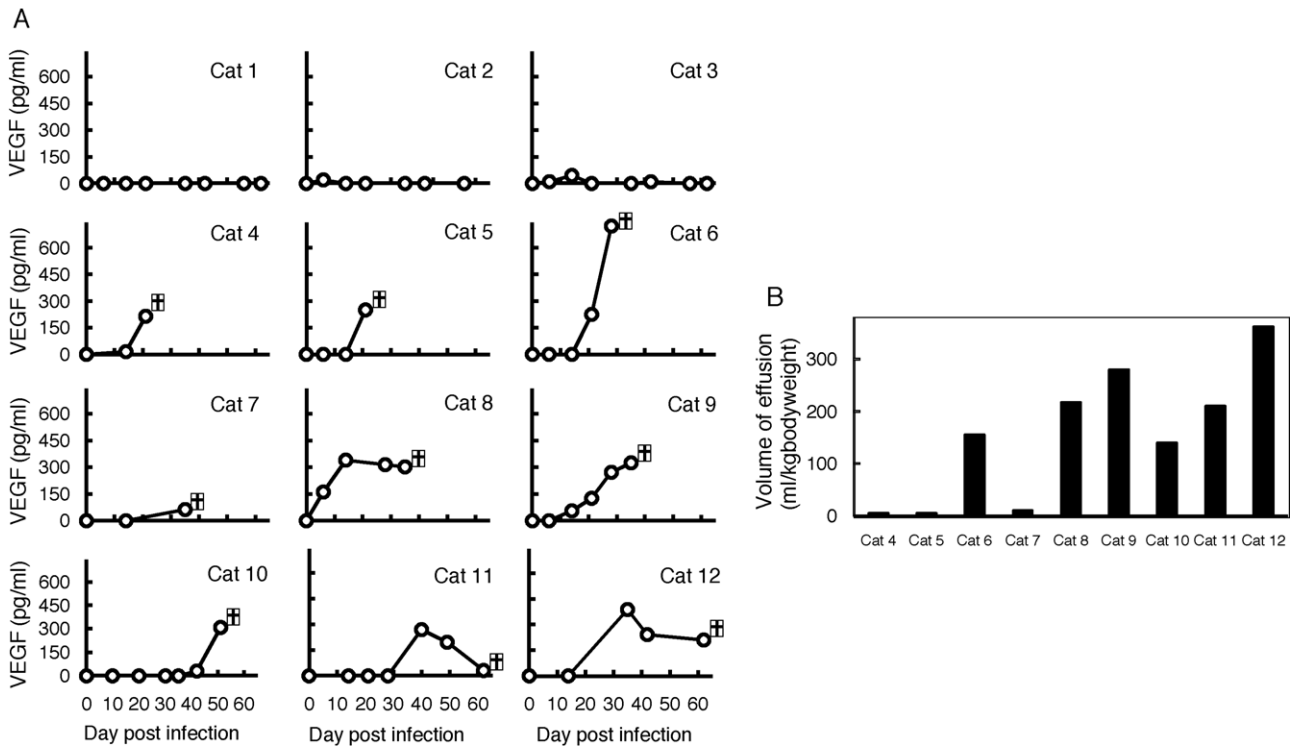 A
Cat 1
Cat 2
Cat 3
VEGF (pg/ml)
600
450
300
150
0
Cat 4
Cat 5
Cat 6
VEGF (pg/ml)
600
450
300
150
0
Cat 7
Cat 8
Cat 9
VEGF (pg/ml)
600
450
300
150
0
Cat 10
Cat 11
Cat 12
VEGF (pg/ml)
600
450
300
150
0
0 10 20 30 40 50 60
0 10 20 30 40 50 60
0 10 20 30 40 50 60
Day post infection
Day post infection
Day post infection
B
Volume of effusion
(ml/kgbodyweight)
300
200
100
0
Cat 4 Cat 5 Cat 6 Cat 7 Cat 8 Cat 9 Cat 10 Cat 11 Cat 12